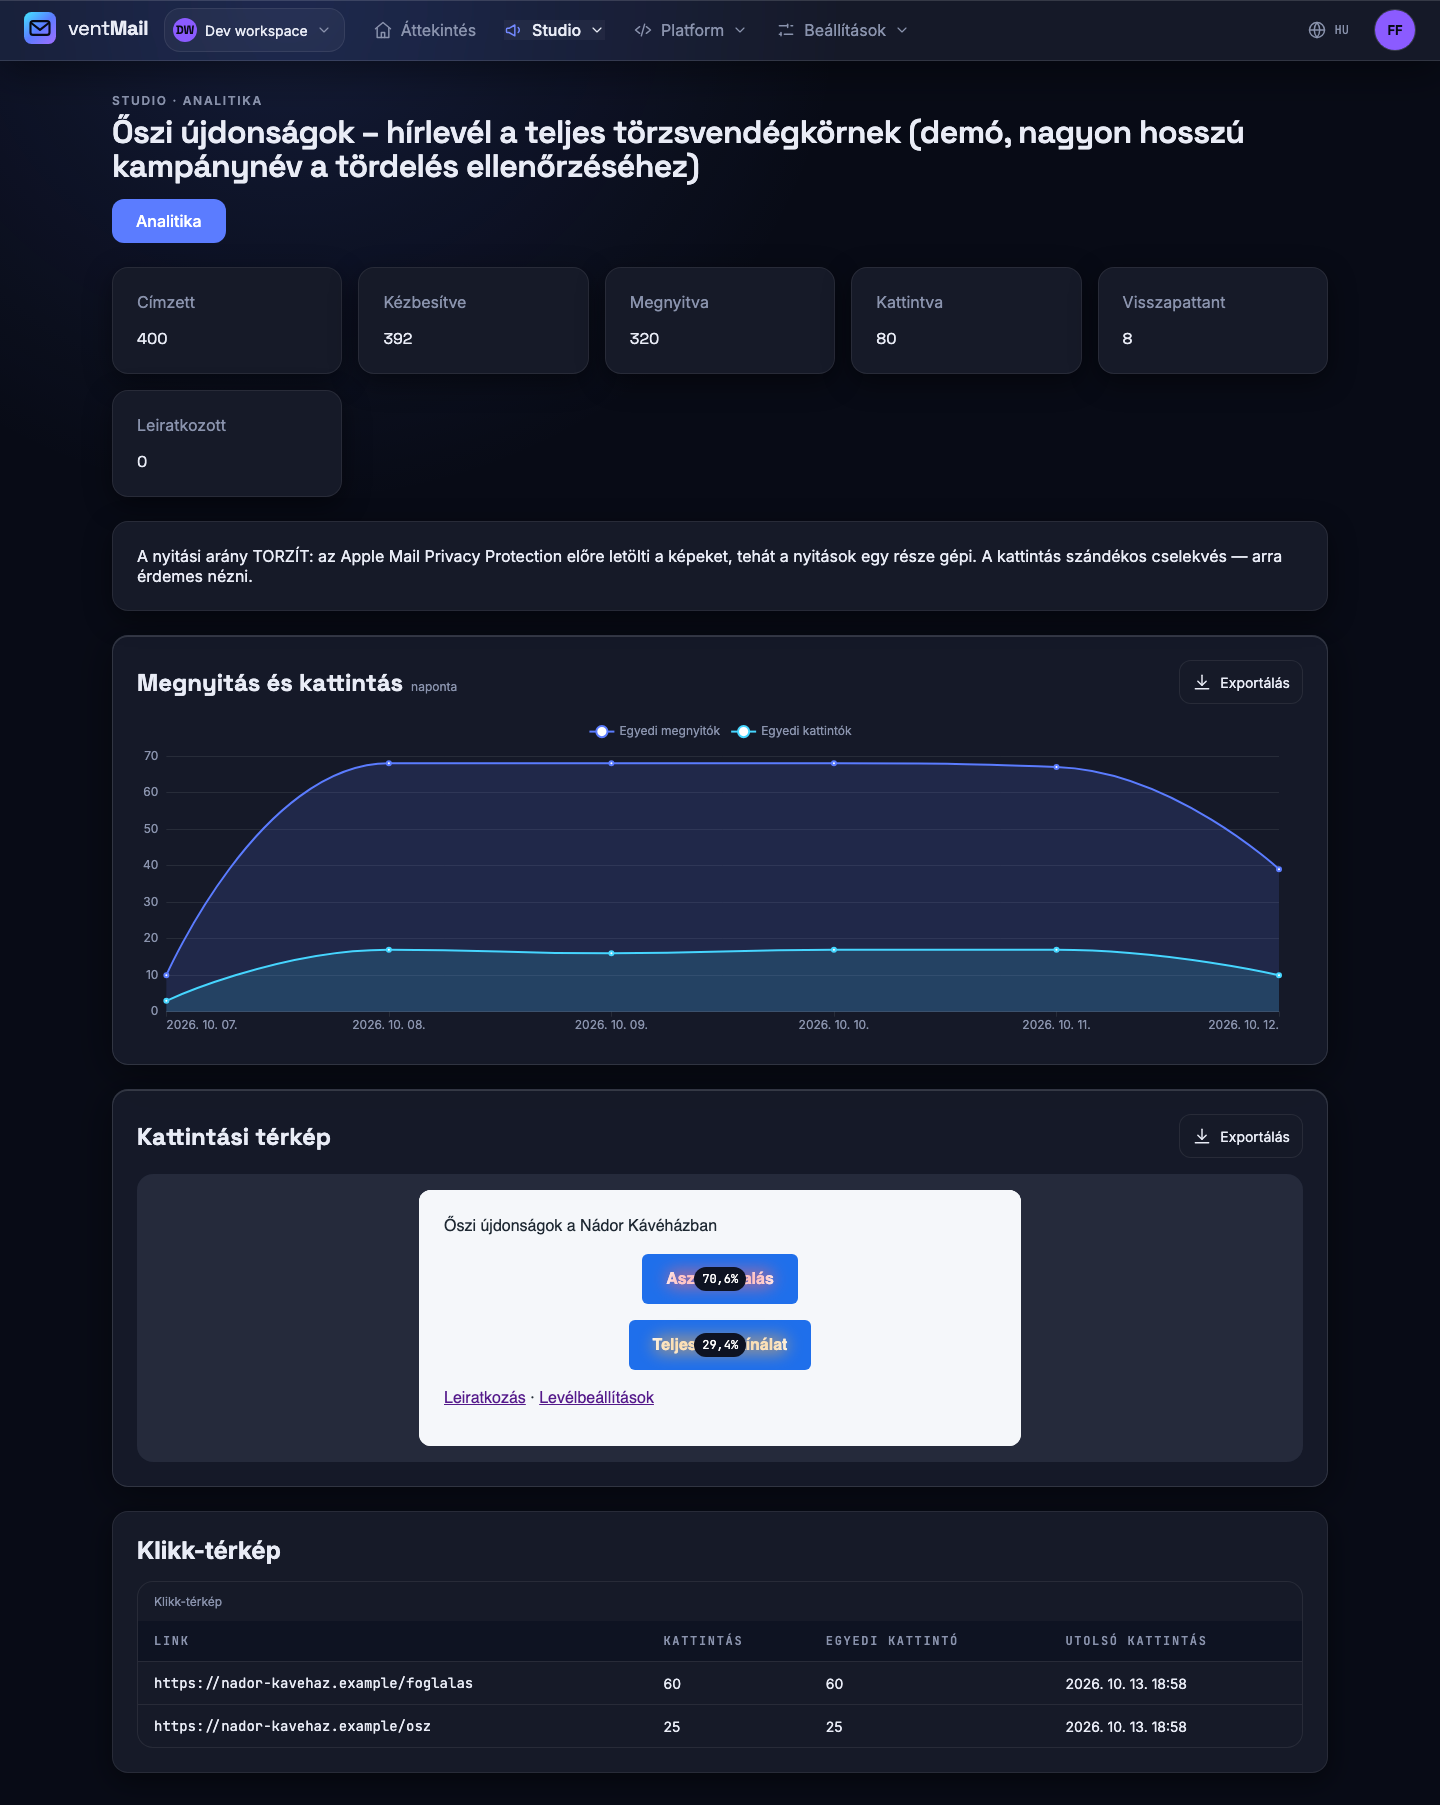 ventMail
DW Dev workspace
Áttekintés
Studio
Platform
Beállítások
HU
FF
STUDIO · ANALITIKA
Őszi újdonságok – hírlevél a teljes törzsvendégkörnek (demó, nagyon hosszú
kampánynév a tördelés ellenőrzéséhez)
Analitika
Címzett
400
Kézbesítve
392
Megnyitva
320
Kattintva
80
Visszapattant
8
Leiratkozott
0
A nyitási arány TORZÍT: az Apple Mail Privacy Protection előre letölti a képeket, tehát a nyitások egy része gépi. A kattintás szándékos cselekvés — arra
érdemes nézni.
Megnyitás és kattintás naponta
Exportálás
Egyedi megnyitók Egyedi kattintók
70
60
50
40
30
20
10
0
2026. 10. 07. 2026. 10. 08. 2026. 10. 09. 2026. 10. 10. 2026. 10. 11. 2026. 10. 12.
Kattintási térkép
Exportálás
Őszi újdonságok a Nádor Kávéházban
70,6%
29,4%
Leiratkozás · Levélbeállítások
Klikk-térkép
Klikk-térkép
LINK KATTINTÁS EGYEDI KATTINTÓ UTOLSÓ KATTINTÁS
https://nador-kavehaz.example/foglalas 60 60 2026. 10. 13. 18:58
https://nador-kavehaz.example/osz 25 25 2026. 10. 13. 18:58